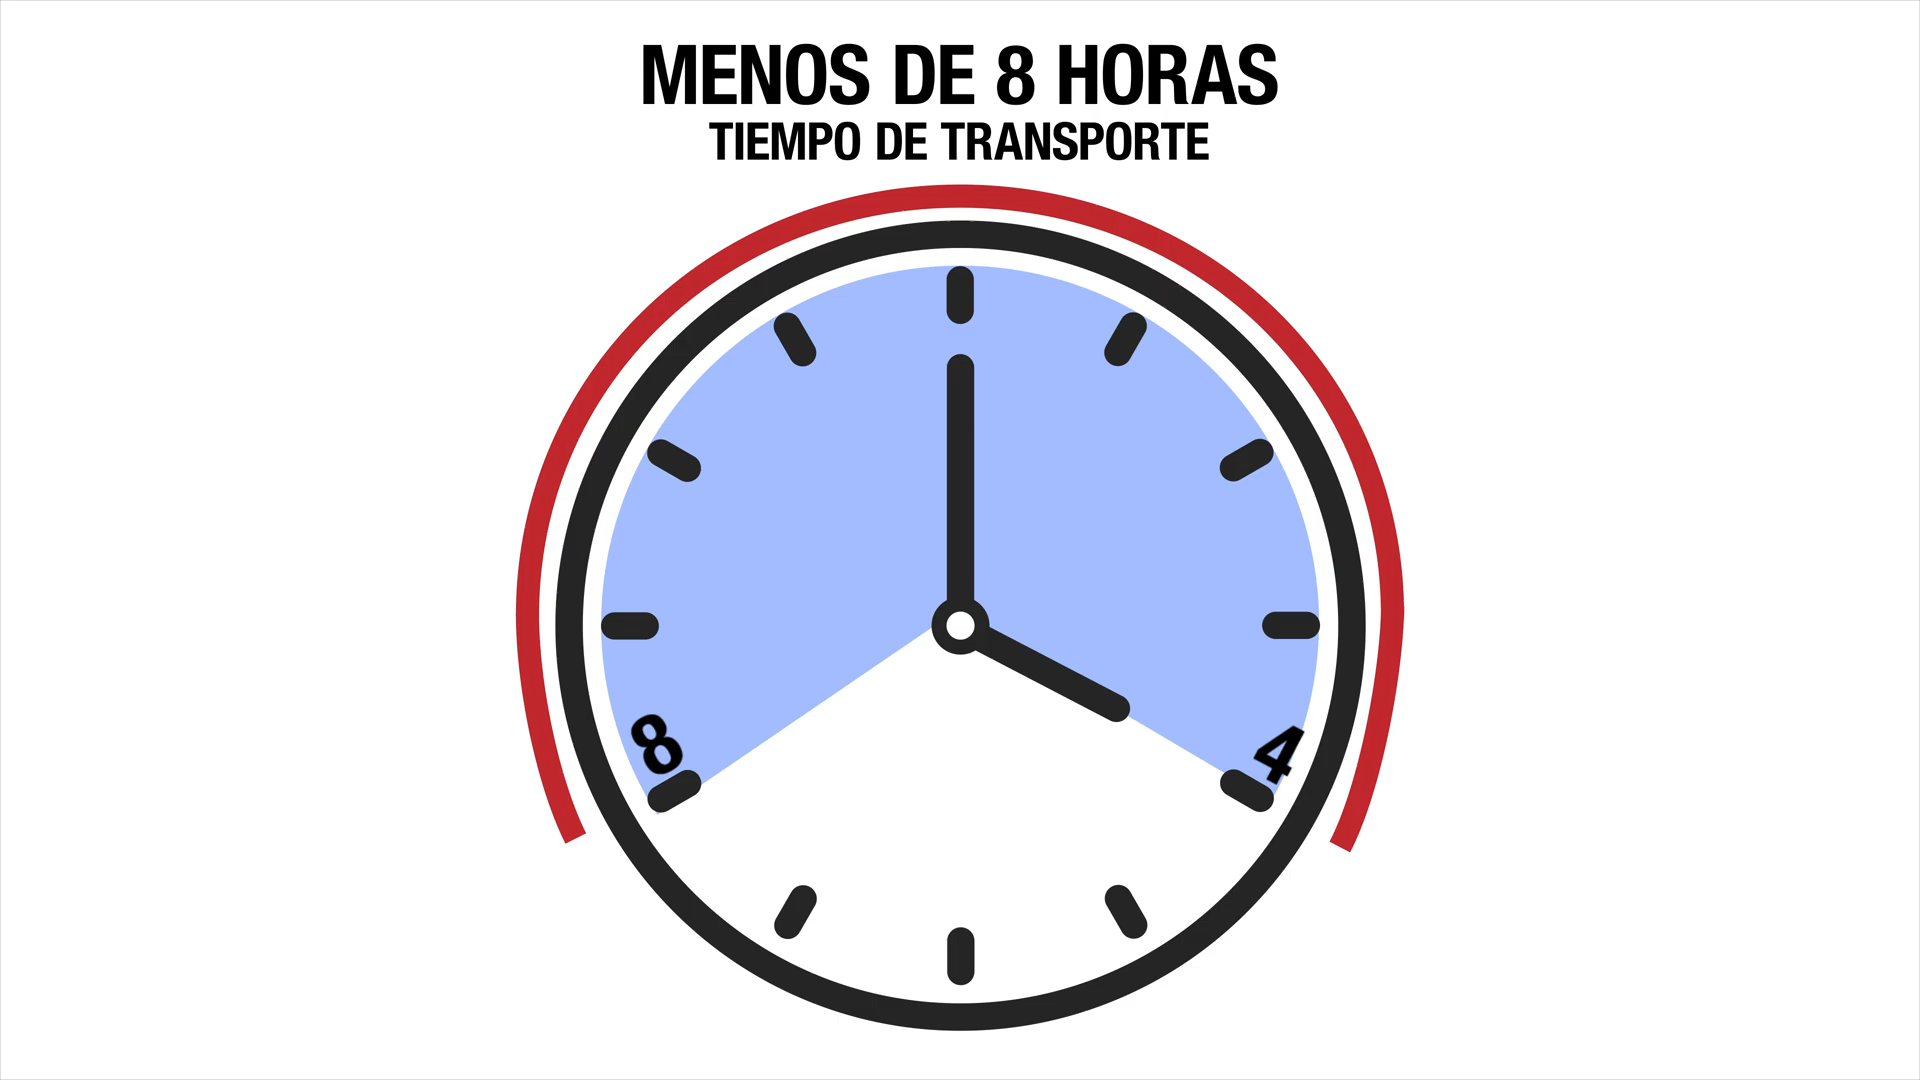 MENOS DE 8 HORAS
TIEMPO DE TRANSPORTE
8
4